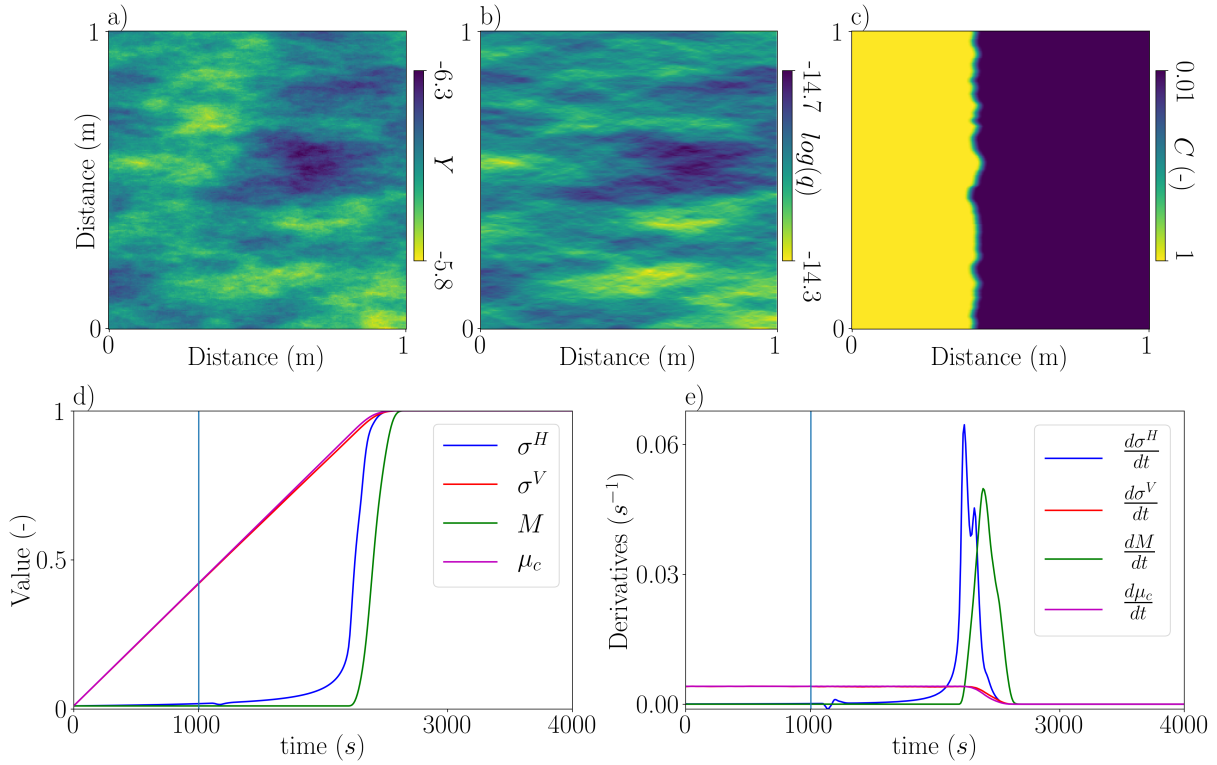 a)
b)
c)
1
1
1
Distance (m)
0
0
0
0
1
0
1
0
1
Distance (m)
Distance (m)
Distance (m)
-6.3
Y
-5.8
-14.7
log(q)
-14.3
0.01
C (-)
1
d)
1
0.5
0
Value (-)
0
1000
3000
4000
time (s)
σ^H
σ^V
M
μ_c
e)
0.06
0.03
0.00
Derivatives (s⁻¹)
0
1000
3000
4000
time (s)
dσ^H/dt
dσ^V/dt
dM/dt
dμ_c/dt